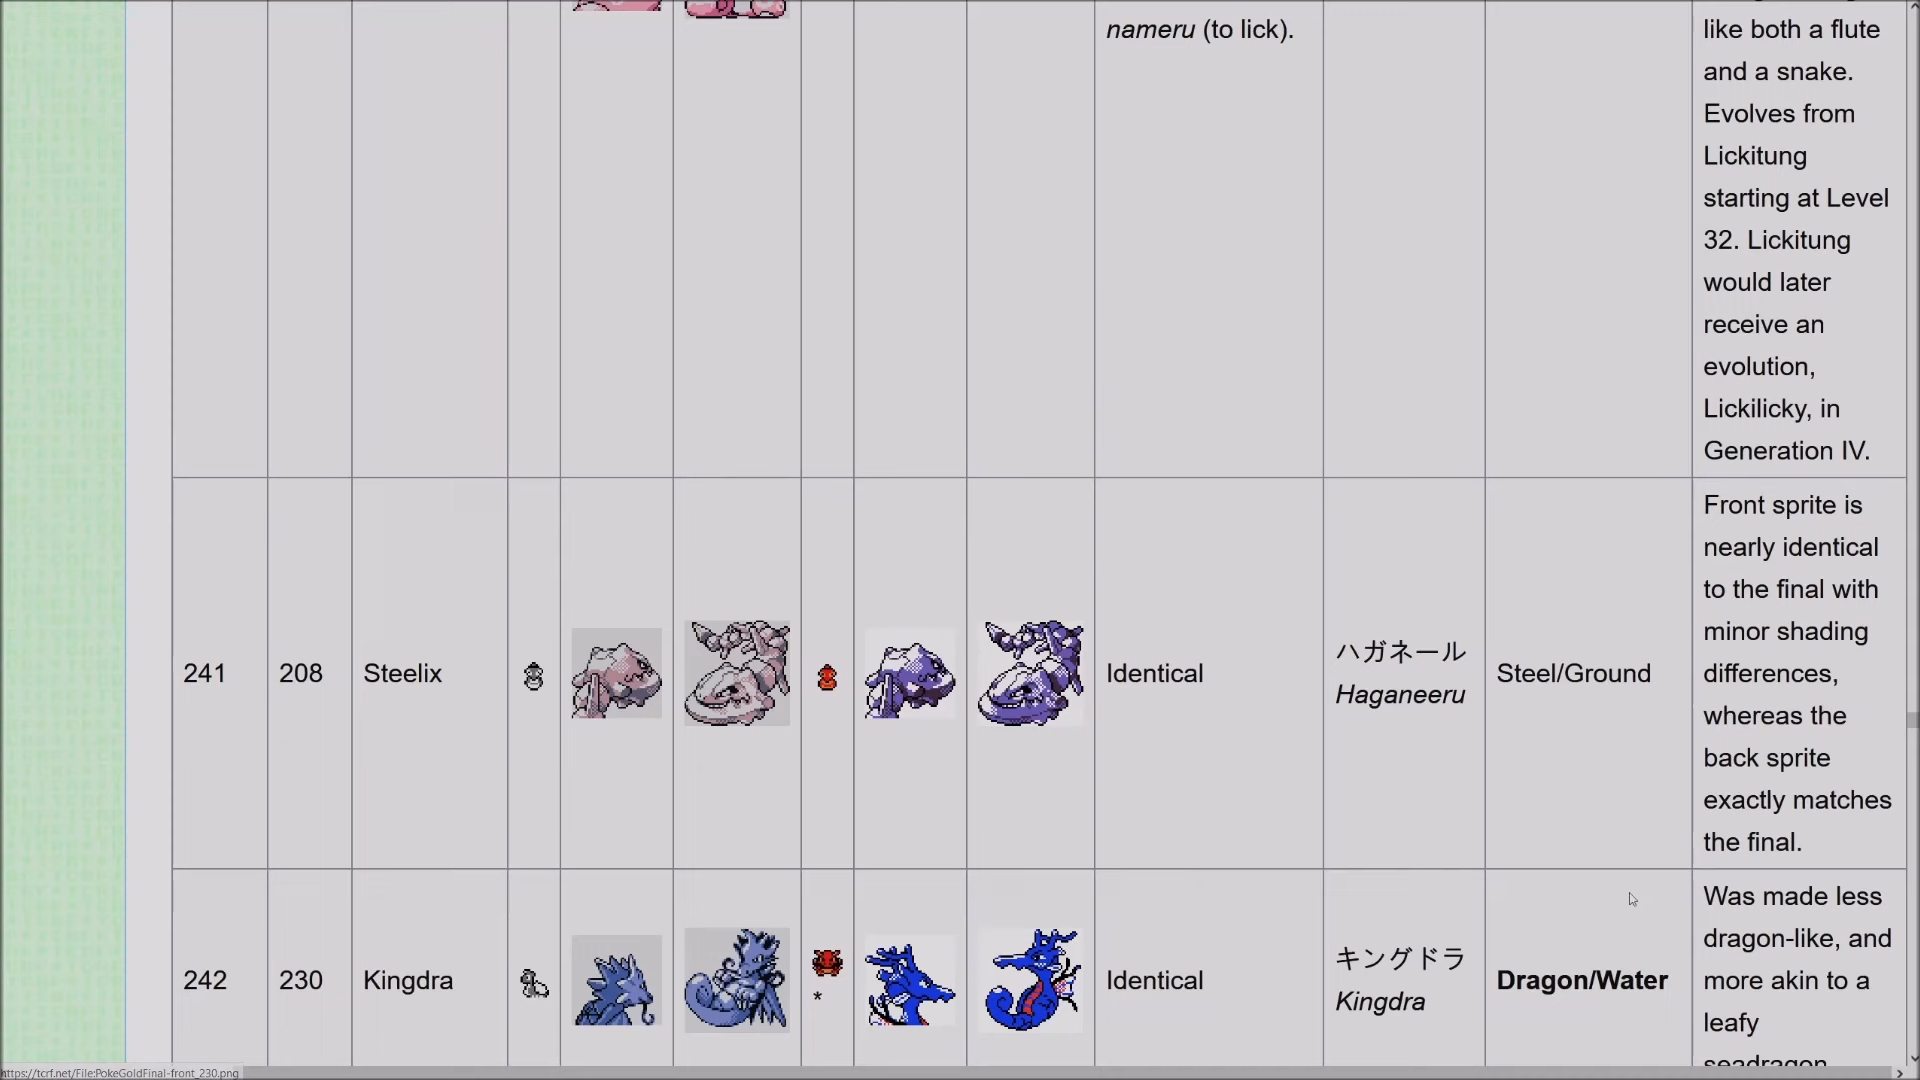 nameru (to lick).
like both a flute
and a snake.
Evolves from
Lickitung
starting at Level
32. Lickitung
would later
receive an
evolution,
Lickilicky, in
Generation IV.
241
208
Steelix
Identical
ハガネール
Haganeeru
Steel/Ground
Front sprite is
nearly identical
to the final with
minor shading
differences,
whereas the
back sprite
exactly matches
the final.
242
230
Kingdra
*
Identical
キングドラ
Kingdra
Dragon/Water
Was made less
dragon-like, and
more akin to a
leafy
seadragon
https://tcrf.net/File:PokeGoldFinal-front_230.png